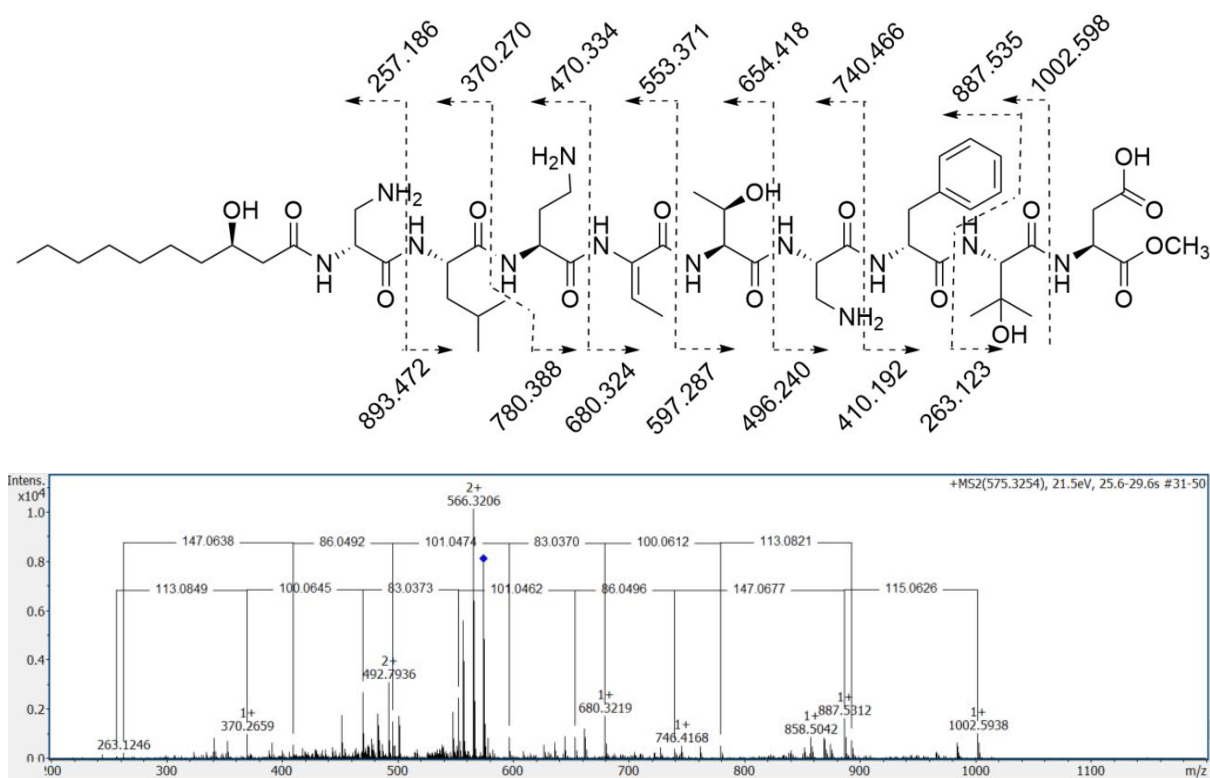 257.186
370.270
470.334
553.371
654.418
740.466
887.535
1002.598
H2N
OH
OH
OH
O
NH2
H
N
O
O
H
N
O
H
N
O
O
H
N
OCH3
N
H
O
N
H
O
H
N
N
H
O
N
H
O
N
H
O
NH2
O
OH
893.472
780.388
680.324
597.287
496.240
410.192
263.123
Intens.
x10⁴
+MS2(575.3254), 21.5eV, 25.6-29.6s #31-50
2+
566.3206
1.0
147.0638 86.0492 101.0474 83.0370 100.0612 113.0821
0.8
113.0849 100.0645 83.0373 101.0462 86.0496 147.0677 115.0626
0.6
0.4
2+
492.7936
0.2
1+
370.2659
1+
680.3219
1+
746.4168
1+
858.5042
1+
887.5312
1+
1002.5938
263.1246
0.0
200 300 400 500 600 700 800 900 1000 1100 m/z